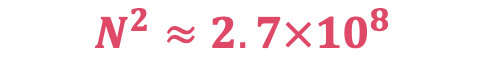 N² ≈ 2.7×10⁸